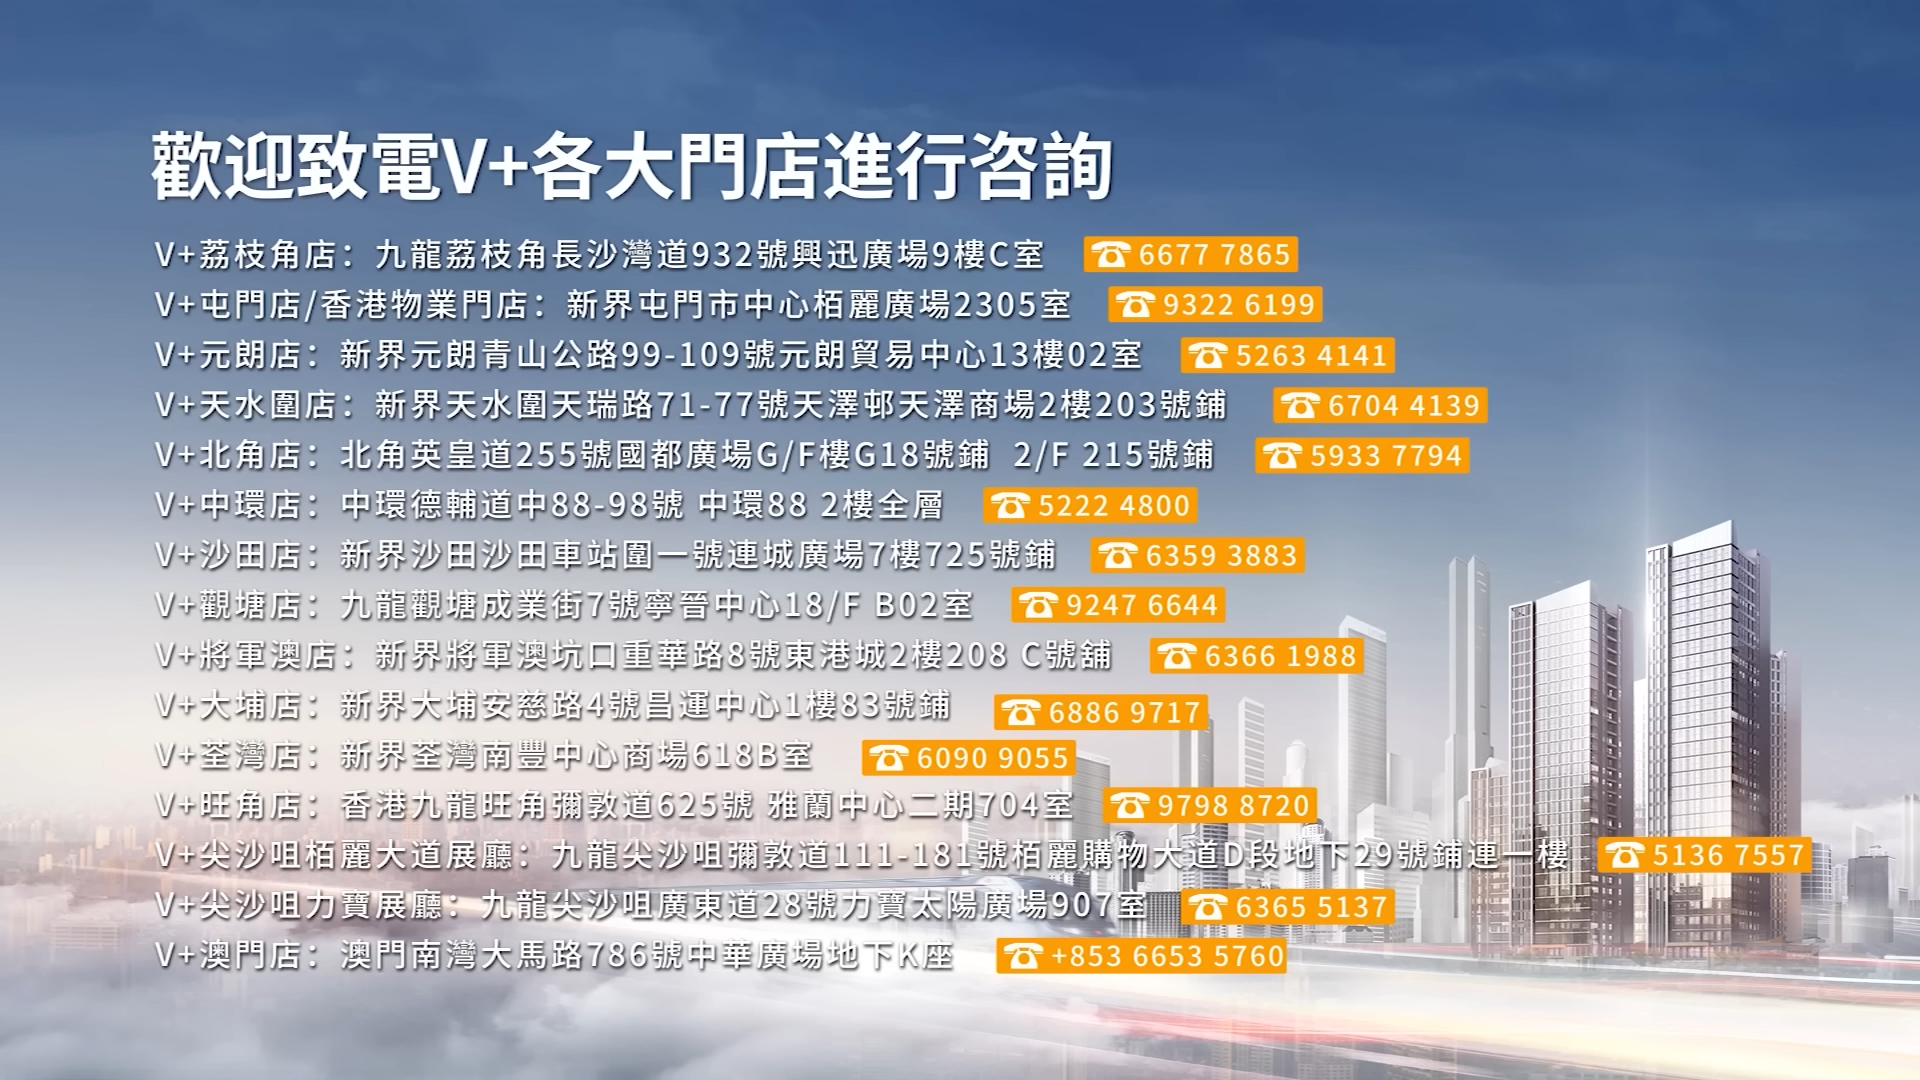 歡迎致電V+各大門店進行咨詢
V+荔枝角店：九龍荔枝角長沙灣道932號興迅廣場9樓C室 ☎6677 7865
V+屯門店/香港物業門店：新界屯門市中心栢麗廣場2305室 ☎9322 6199
V+元朗店：新界元朗青山公路99-109號元朗貿易中心13樓02室 ☎5263 4141
V+天水圍店：新界天水圍天瑞路71-77號天澤邨天澤商場2樓203號鋪 ☎6704 4139
V+北角店：北角英皇道255號國都廣場G/F樓G18號鋪 2/F 215號鋪 ☎5933 7794
V+中環店：中環德輔道中88-98號 中環88 2樓全層 ☎5222 4800
V+沙田店：新界沙田沙田車站圍一號連城廣場7樓725號鋪 ☎6359 3883
V+觀塘店：九龍觀塘成業街7號寧晉中心18/F B02室 ☎9247 6644
V+將軍澳店：新界將軍澳坑口重華路8號東港城2樓208 C號舖 ☎6366 1988
V+大埔店：新界大埔安慈路4號昌運中心1樓83號鋪 ☎6886 9717
V+荃灣店：新界荃灣南豐中心商場618B室 ☎6090 9055
V+旺角店：香港九龍旺角彌敦道625號 雅蘭中心二期704室 ☎9798 8720
V+尖沙咀栢麗大道展廳：九龍尖沙咀彌敦道111-181號栢麗購物大道D段地下29號鋪連一樓 ☎5136 7557
V+尖沙咀力寶展廳：九龍尖沙咀廣東道28號力寶太陽廣場907室 ☎6365 5137
V+澳門店：澳門南灣大馬路786號中華廣場地下K座 ☎+853 6653 5760